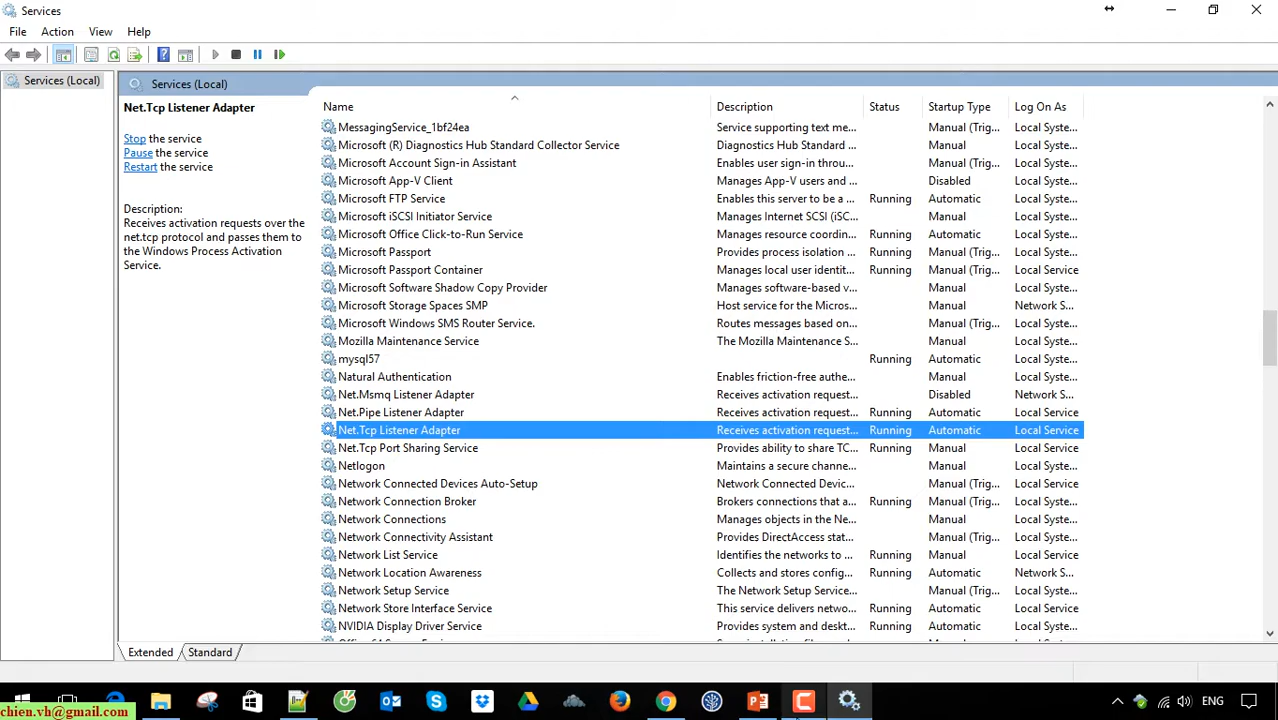 Services
File Action View Help
Services (Local)
Services (Local)
Net.Tcp Listener Adapter
Stop the service
Pause the service
Restart the service
Description:
Receives activation requests over the
net.tcp protocol and passes them to
the Windows Process Activation
Service.
Name Description Status Startup Type Log On As
MessagingService_1bf24ea Service supporting text me... Manual (Trig... Local Syste...
Microsoft (R) Diagnostics Hub Standard Collector Service Diagnostics Hub Standard ... Manual Local Syste...
Microsoft Account Sign-in Assistant Enables user sign-in throu... Manual (Trig... Local Syste...
Microsoft App-V Client Manages App-V users and ... Disabled Local Syste...
Microsoft FTP Service Enables this server to be a ... Running Automatic Local Syste...
Microsoft iSCSI Initiator Service Manages Internet SCSI (iSC... Manual Local Syste...
Microsoft Office Click-to-Run Service Manages resource coordin... Running Automatic Local Syste...
Microsoft Passport Provides process isolation ... Running Manual (Trig... Local Syste...
Microsoft Passport Container Manages local user identit... Running Manual (Trig... Local Service
Microsoft Software Shadow Copy Provider Manages software-based v... Manual Local Syste...
Microsoft Storage Spaces SMP Host service for the Micros... Manual Network S...
Microsoft Windows SMS Router Service. Routes messages based on... Manual (Trig... Local Syste...
Mozilla Maintenance Service The Mozilla Maintenance S... Manual Local Syste...
mysql57 Running Automatic Local Syste...
Natural Authentication Enables friction-free authe... Manual Local Syste...
Net.Msmq Listener Adapter Receives activation request... Disabled Network S...
Net.Pipe Listener Adapter Receives activation request... Running Automatic Local Service
Net.Tcp Listener Adapter Receives activation request... Running Automatic Local Service
Net.Tcp Port Sharing Service Provides ability to share TC... Running Manual Local Service
Netlogon Maintains a secure channe... Manual Local Syste...
Network Connected Devices Auto-Setup Network Connected Devic... Manual (Trig... Local Service
Network Connection Broker Brokers connections that a... Running Manual (Trig... Local Syste...
Network Connections Manages objects in the Ne... Manual Local Syste...
Network Connectivity Assistant Provides DirectAccess stat... Manual (Trig... Local Syste...
Network List Service Identifies the networks to ... Running Manual Local Service
Network Location Awareness Collects and stores config... Running Automatic Network S...
Network Setup Service The Network Setup Service... Manual (Trig... Local Syste...
Network Store Interface Service This service delivers netwo... Running Automatic Local Service
NVIDIA Display Driver Service Provides system and deskt... Running Automatic Local Syste...
Extended Standard
ENG
chien.vh@gmail.com